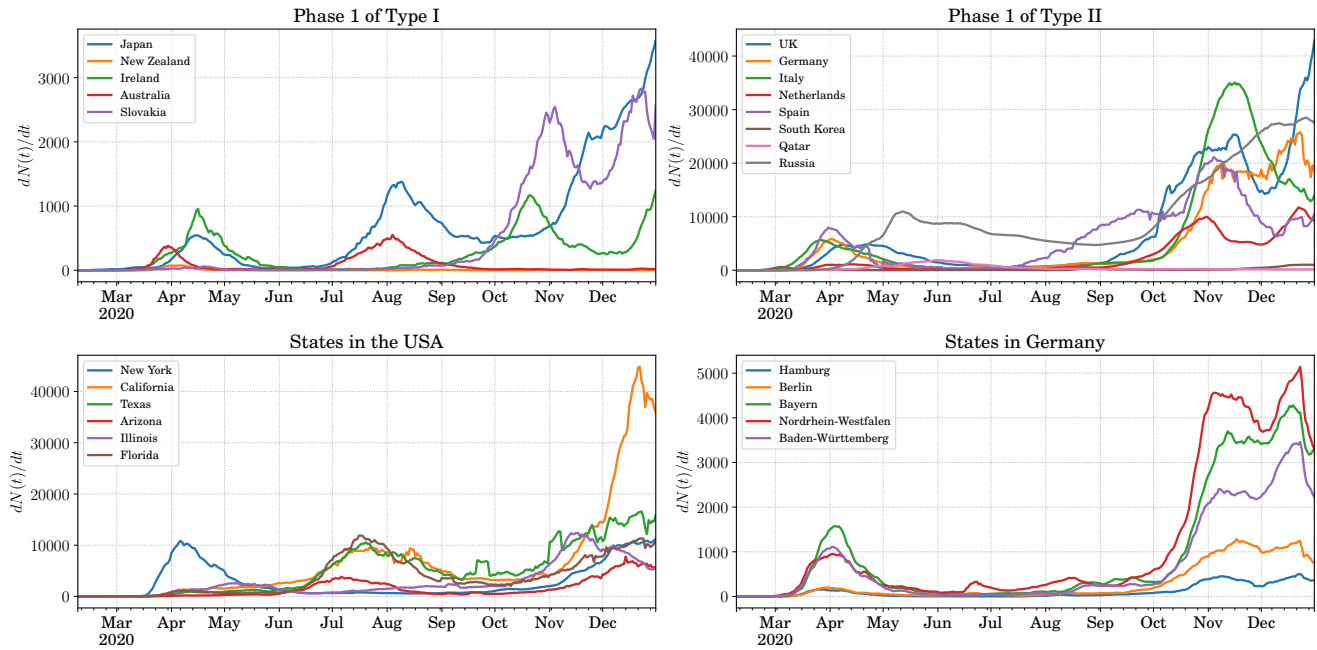 Phase 1 of Type I
dN(t)/dt
3000
2000
1000
0
Japan
New Zealand
Ireland
Australia
Slovakia
Mar Apr May Jun Jul Aug Sep Oct Nov Dec
2020
Phase 1 of Type II
dN(t)/dt
40000
30000
20000
10000
0
UK
Germany
Italy
Netherlands
Spain
South Korea
Qatar
Russia
Mar Apr May Jun Jul Aug Sep Oct Nov Dec
2020
States in the USA
dN(t)/dt
40000
30000
20000
10000
0
New York
California
Texas
Arizona
Illinois
Florida
Mar Apr May Jun Jul Aug Sep Oct Nov Dec
2020
States in Germany
dN(t)/dt
5000
4000
3000
2000
1000
0
Hamburg
Berlin
Bayern
Nordrhein-Westfalen
Baden-Württemberg
Mar Apr May Jun Jul Aug Sep Oct Nov Dec
2020